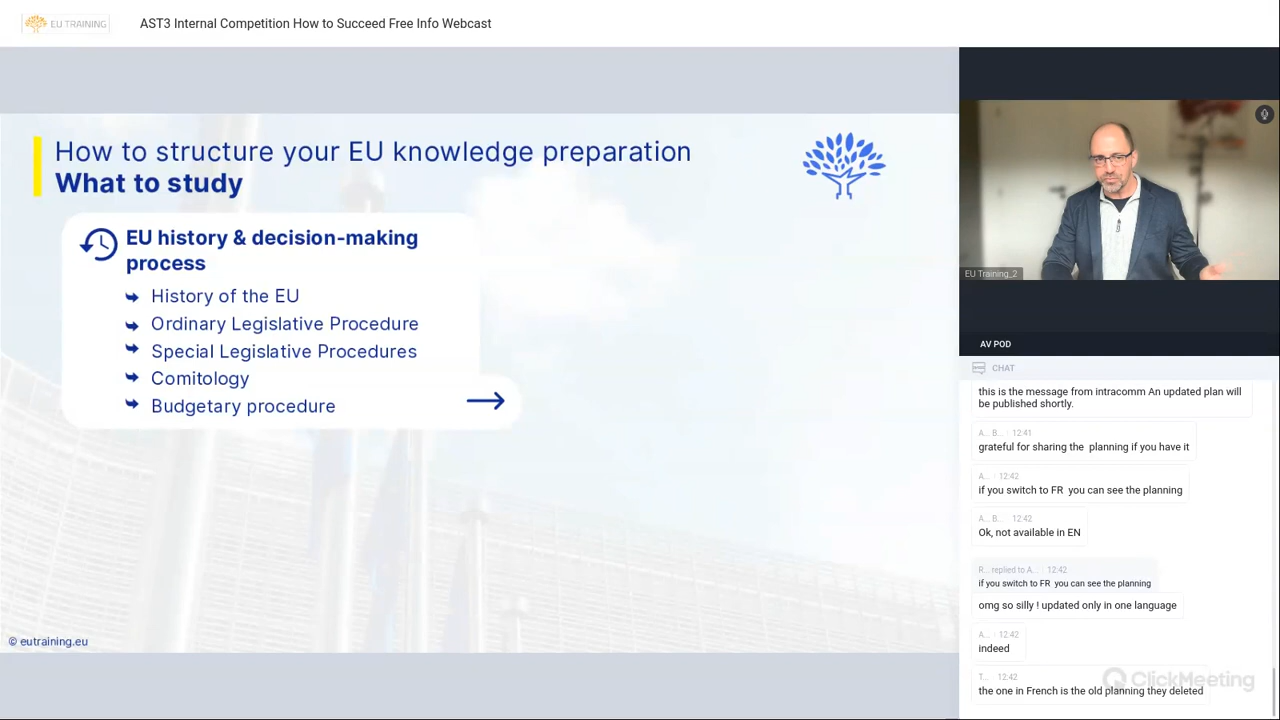 EU TRAINING
AST3 Internal Competition How to Succeed Free Info Webcast
How to structure your EU knowledge preparation
What to study
EU history & decision-making
process
History of the EU
Ordinary Legislative Procedure
Special Legislative Procedures
Comitology
Budgetary procedure
© eutraining.eu
EU Training_2
AV POD
CHAT
this is the message from intracomm An updated plan will
be published shortly.
A... B... · 12:41
grateful for sharing the planning if you have it
A... · 12:42
if you switch to FR you can see the planning
A... B... 12:42
Ok, not available in EN
R... replied to A... · 12:42
if you switch to FR you can see the planning
omg so silly ! updated only in one language
A... · 12:42
indeed
T... 12:42
the one in French is the old planning they deleted
ClickMeeting